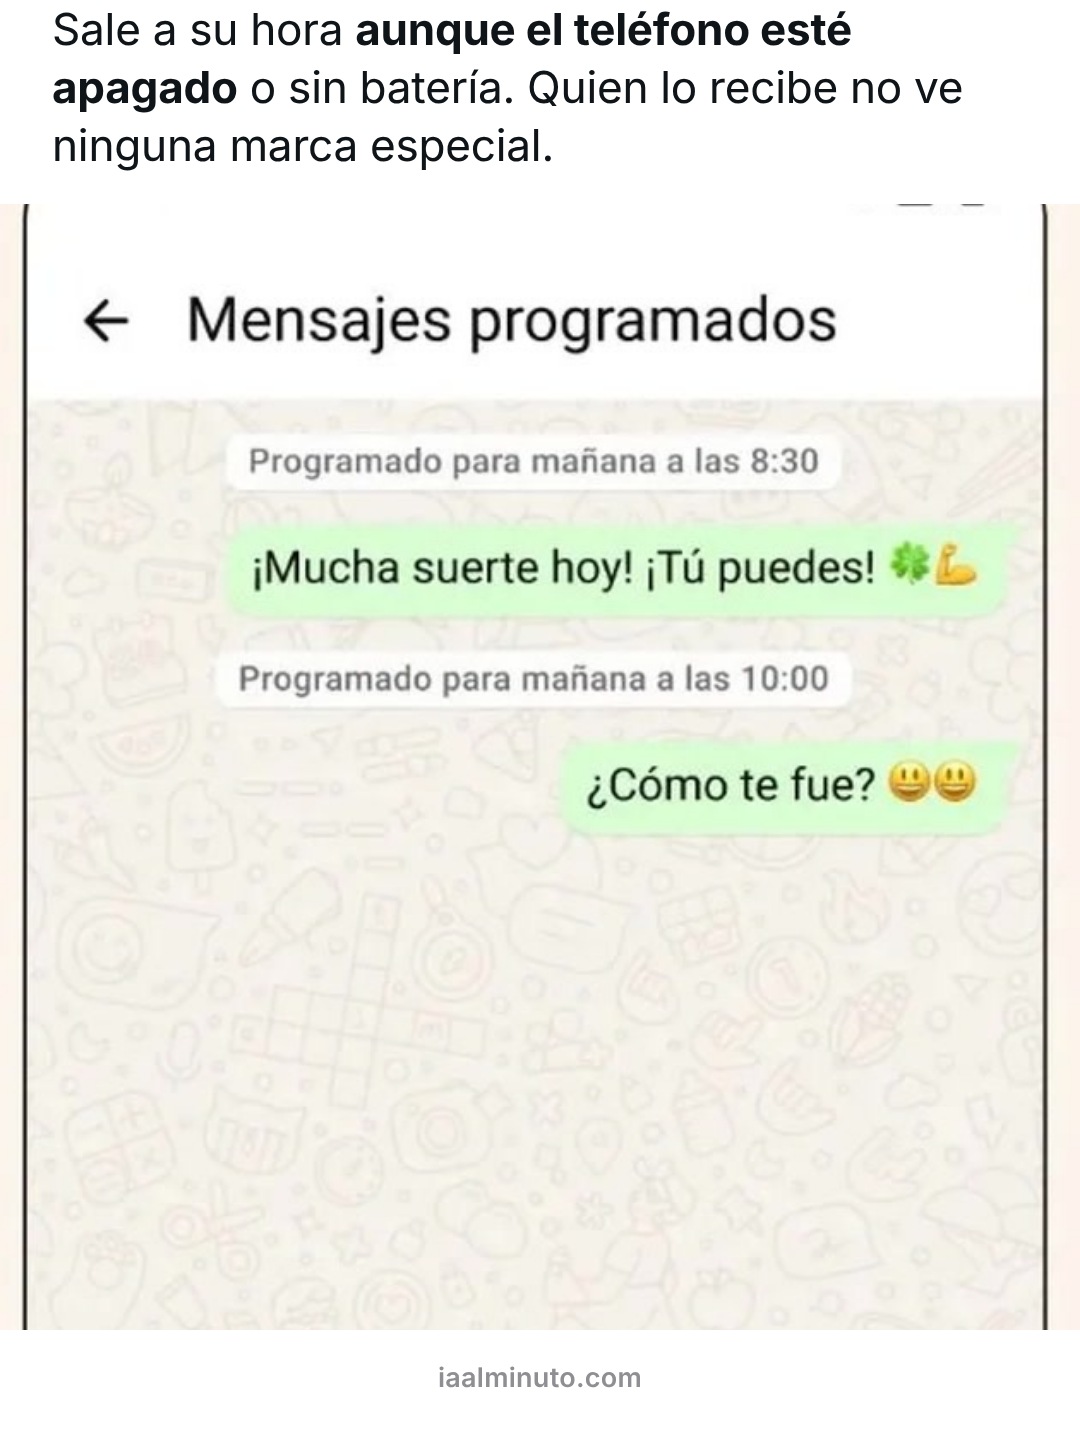 Sale a su hora aunque el teléfono esté
apagado o sin batería. Quien lo recibe no ve
ninguna marca especial.
← Mensajes programados
Programado para mañana a las 8:30
¡Mucha suerte hoy! ¡Tú puedes! 🍀💪
Programado para mañana a las 10:00
¿Cómo te fue? 😃😃
iaalminuto.com